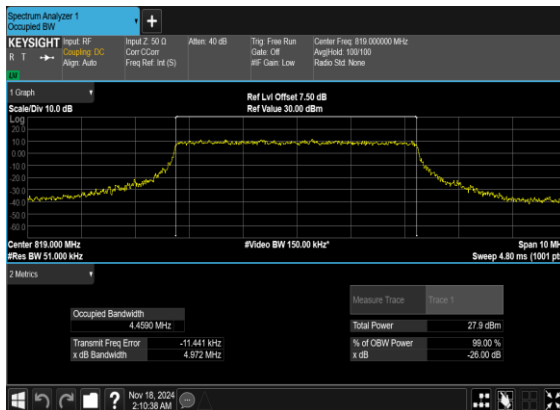 Spectrum Analyzer 1
Occupied BW
+
KEYSIGHT Input: RF Input Z: 50 Ω Atten: 40 dB Trig: Free Run Center Freq: 819.000000 MHz
R T Coupling: DC Corr CCorr Gate: Off Avg|Hold: 100/100
Align: Auto Freq Ref: Int (S) #IF Gain: Low Radio Std: None
1 Graph
Ref Lvl Offset 7.50 dB
Scale/Div 10.0 dB Ref Value 30.00 dBm
Log
20.0
10.0
0.00
-10.0
-20.0
-30.0
-40.0
-50.0
-60.0
Center 819.000 MHz #Video BW 150.00 kHz* Span 10 MH
#Res BW 51.000 kHz Sweep 4.80 ms (1001 pt
2 Metrics
Measure Trace Trace 1
Occupied Bandwidth
4.4590 MHz Total Power 27.9 dBm
Transmit Freq Error -11.441 kHz % of OBW Power 99.00 %
x dB Bandwidth 4.972 MHz x dB -26.00 dB
? Nov 18, 2024
2:10:38 AM